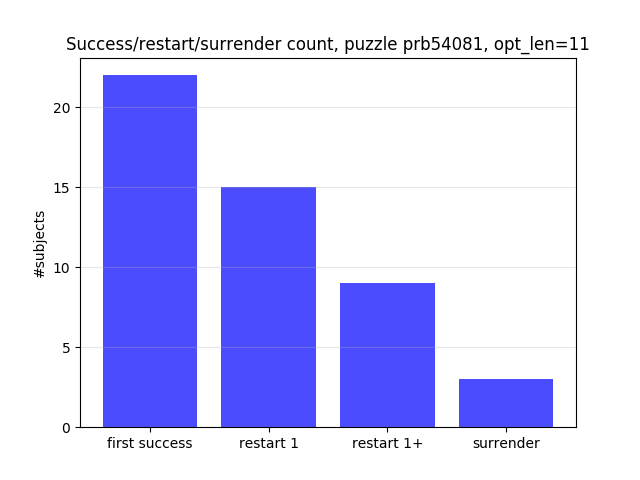 Success/restart/surrender count, puzzle prb54081, opt_len=11
20
15
10
5
0
#subjects
first success
restart 1
restart 1+
surrender